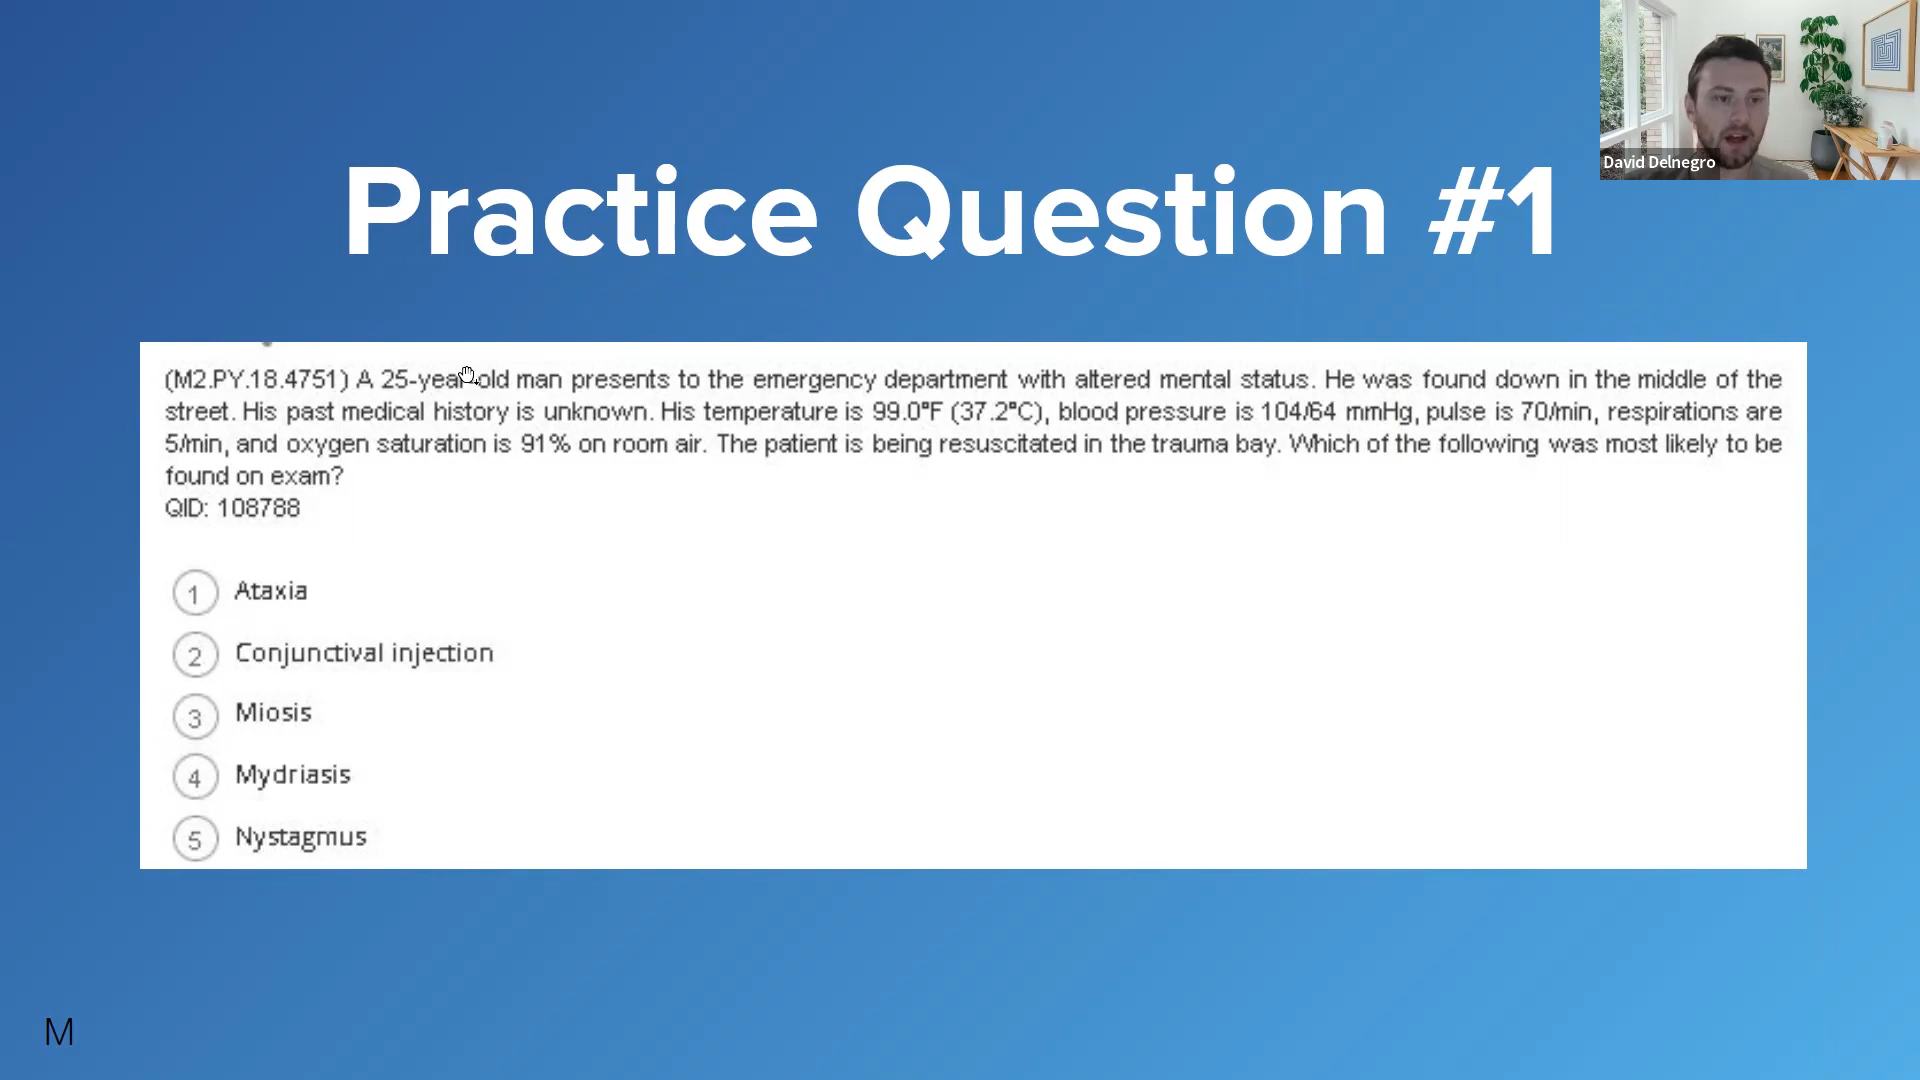 David Delnegro
Practice Question #1
(M2.PY.18.4751) A 25-year-old man presents to the emergency department with altered mental status. He was found down in the middle of the
street. His past medical history is unknown. His temperature is 99.0°F (37.2°C), blood pressure is 104/64 mmHg, pulse is 70/min, respirations are
5/min, and oxygen saturation is 91% on room air. The patient is being resuscitated in the trauma bay. Which of the following was most likely to be
found on exam?
QID: 108788
1 Ataxia
2 Conjunctival injection
3 Miosis
4 Mydriasis
5 Nystagmus
M